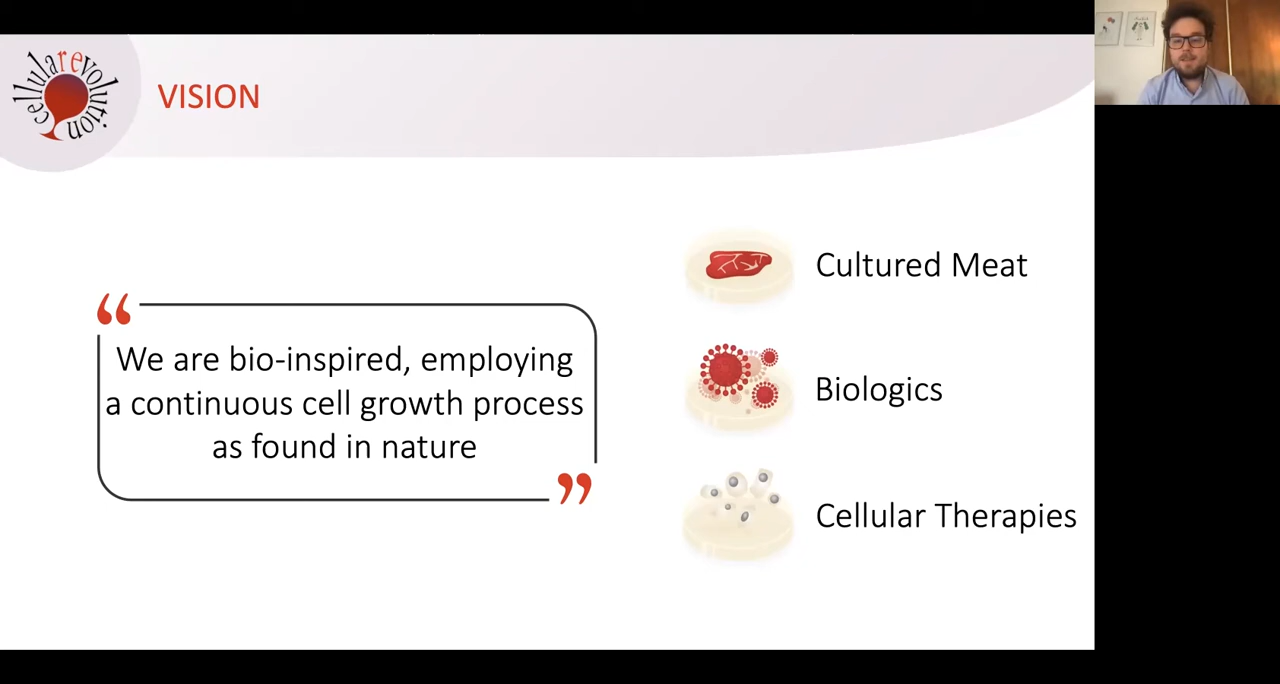 cellularevolution
VISION
“
We are bio-inspired, employing
a continuous cell growth process
as found in nature
”
Cultured Meat
Biologics
Cellular Therapies